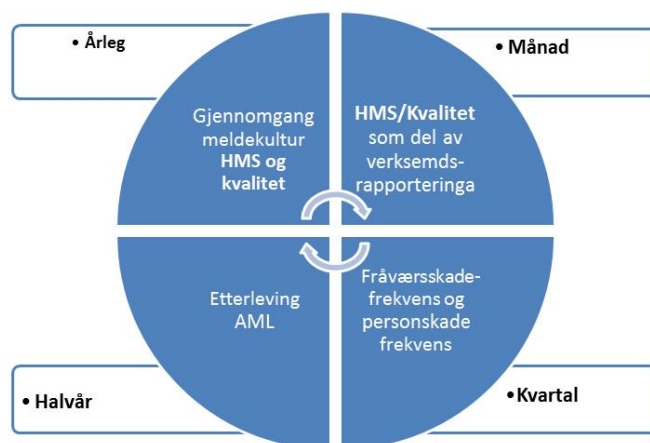 • Årleg
• Månad
Gjennomgang
meldekultur
HMS og
kvalitet
HMS/Kvalitet
som del av
verksemds-
rapporteringa
Etterleving
AML
Fråværsskade-
frekvens og
personskade
frekvens
• Halvår
•Kvartal